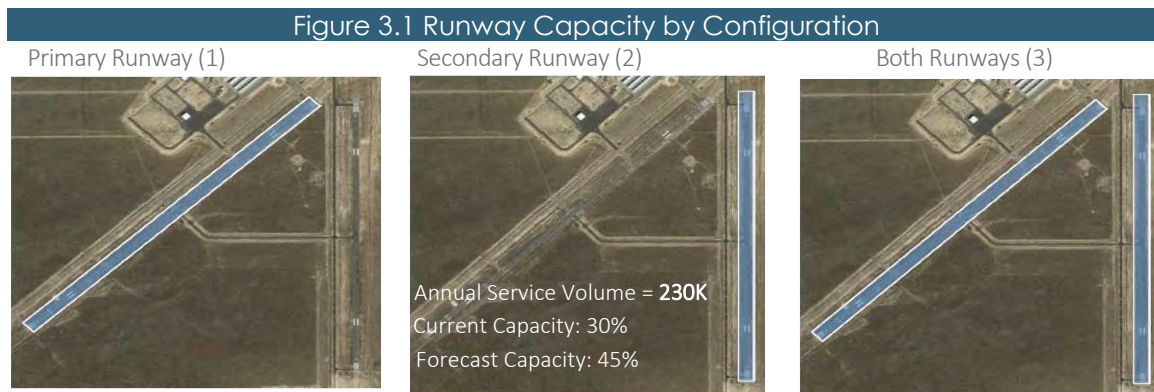 Figure 3.1 Runway Capacity by Configuration
Primary Runway (1)
Secondary Runway (2)
Both Runways (3)
Annual Service Volume = 230K
Current Capacity: 30%
Forecast Capacity: 45%